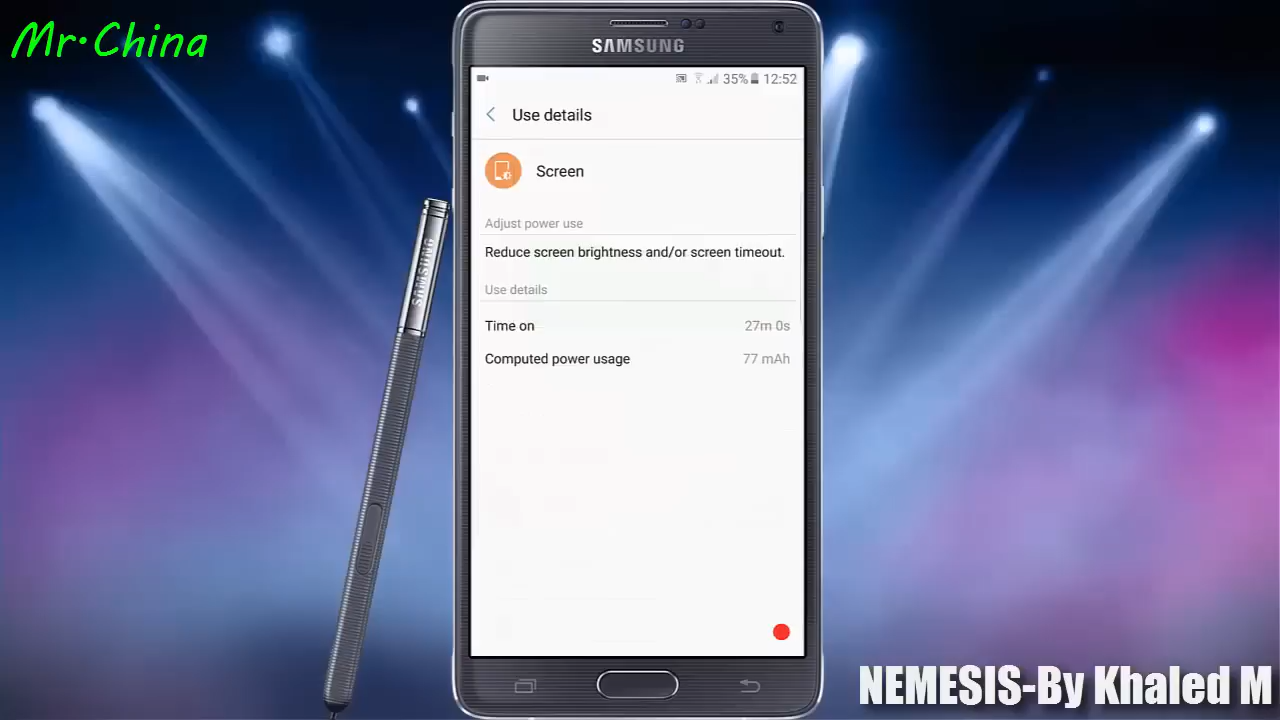 Mr.China
SAMSUNG
35% 12:52
Use details
Screen
SAMSUNG
Adjust power use
Reduce screen brightness and/or screen timeout.
Use details
Time on 27m 0s
Computed power usage 77 mAh
NEMESIS-By Khaled M